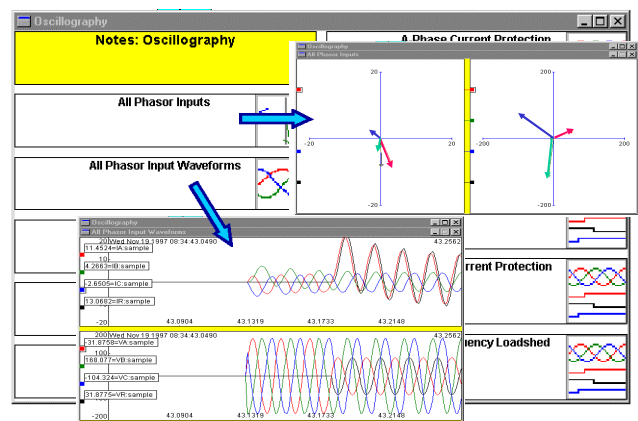 Oscillography
Notes: Oscillography
A-Phase Current Protection
Oscillography
All Phasor Inputs
20
-20
20
-20
200
-200
200
-200
All Phasor Inputs
All Phasor Input Waveforms
Oscillography
All Phasor Input Waveforms
20 Wed Nov 19 1997 08:34:43.0490
43.2562
11.4524=IA:sample
10
4.2663=IB:sample
-2.6505=IC:sample
13.0682=IR:sample
-20
43.0904
43.1319
43.1733
43.2148
200 Wed Nov 19 1997 08:34:43.0490
43.2562
-31.8758=VA:sample
100
168.077=VB:sample
-104.324=VC:sample
31.8775=VR:sample
-200
43.0904
43.1319
43.1733
43.2148
rrent Protection
uency Loadshed